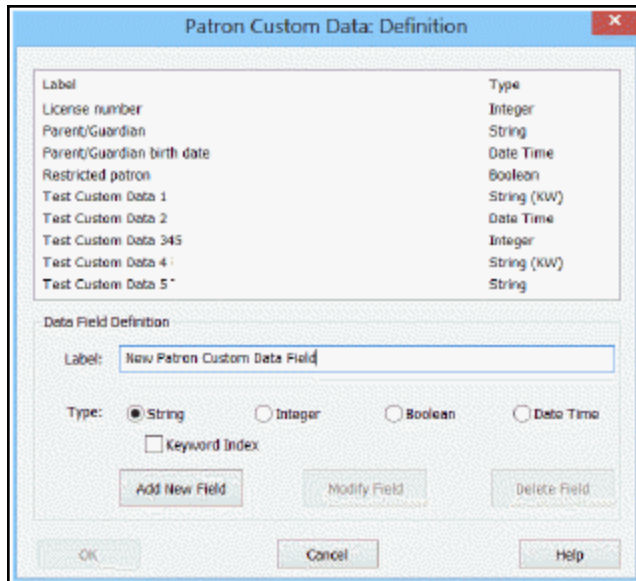 Patron Custom Data: Definition
Label Type
License number Integer
Parent/Guardian String
Parent/Guardian birth date Date Time
Restricted patron Boolean
Test Custom Data 1 String (KW)
Test Custom Data 2 Date Time
Test Custom Data 345 Integer
Test Custom Data 4 String (KW)
Test Custom Data 5 String
Data Field Definition
Label: New Patron Custom Data Field
Type: String Integer Boolean Date Time
Keyword Index
Add New Field Modify Field Delete Field
OK Cancel Help